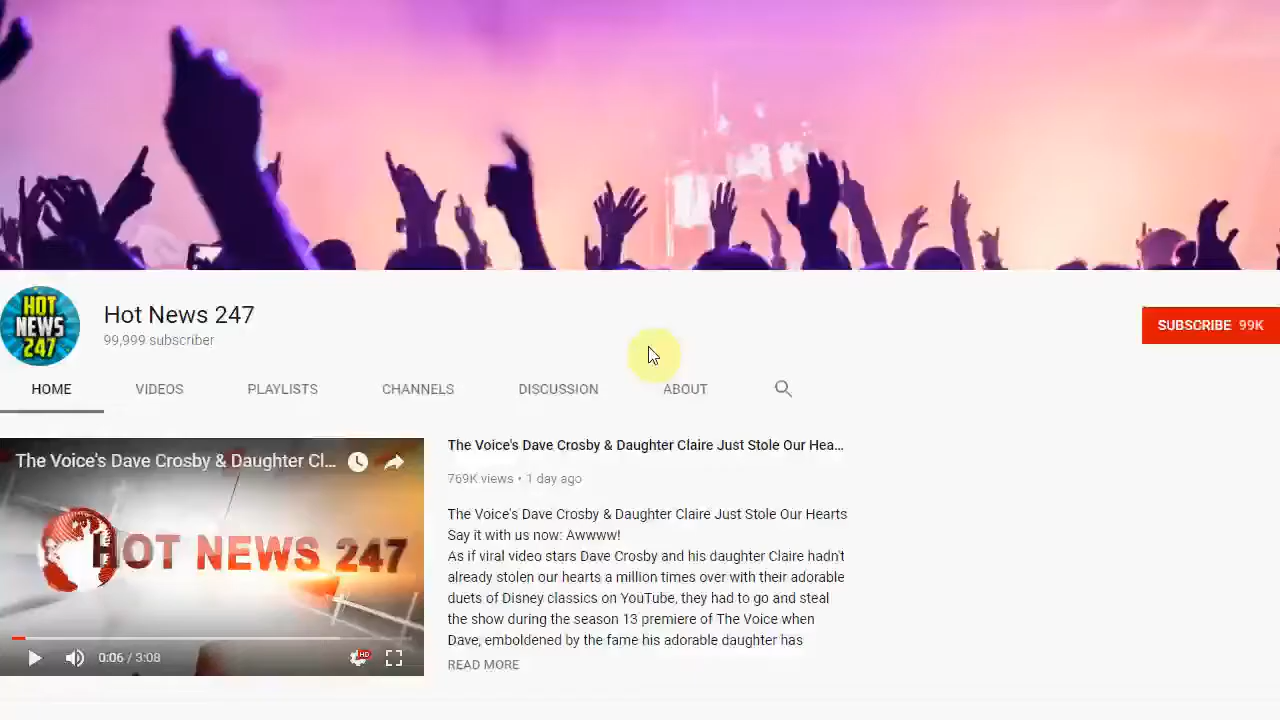 HOT
NEWS
247
Hot News 247
99,999 subscriber
SUBSCRIBE 99K
HOME VIDEOS PLAYLISTS CHANNELS DISCUSSION ABOUT
The Voice's Dave Crosby & Daughter Cl...
HOT NEWS 247
0:06 / 3:08
HD
The Voice's Dave Crosby & Daughter Claire Just Stole Our Hea...
769K views • 1 day ago
The Voice's Dave Crosby & Daughter Claire Just Stole Our Hearts
Say it with us now: Awwww!
As if viral video stars Dave Crosby and his daughter Claire hadn't
already stolen our hearts a million times over with their adorable
duets of Disney classics on YouTube, they had to go and steal
the show during the season 13 premiere of The Voice when
Dave, emboldened by the fame his adorable daughter has
READ MORE